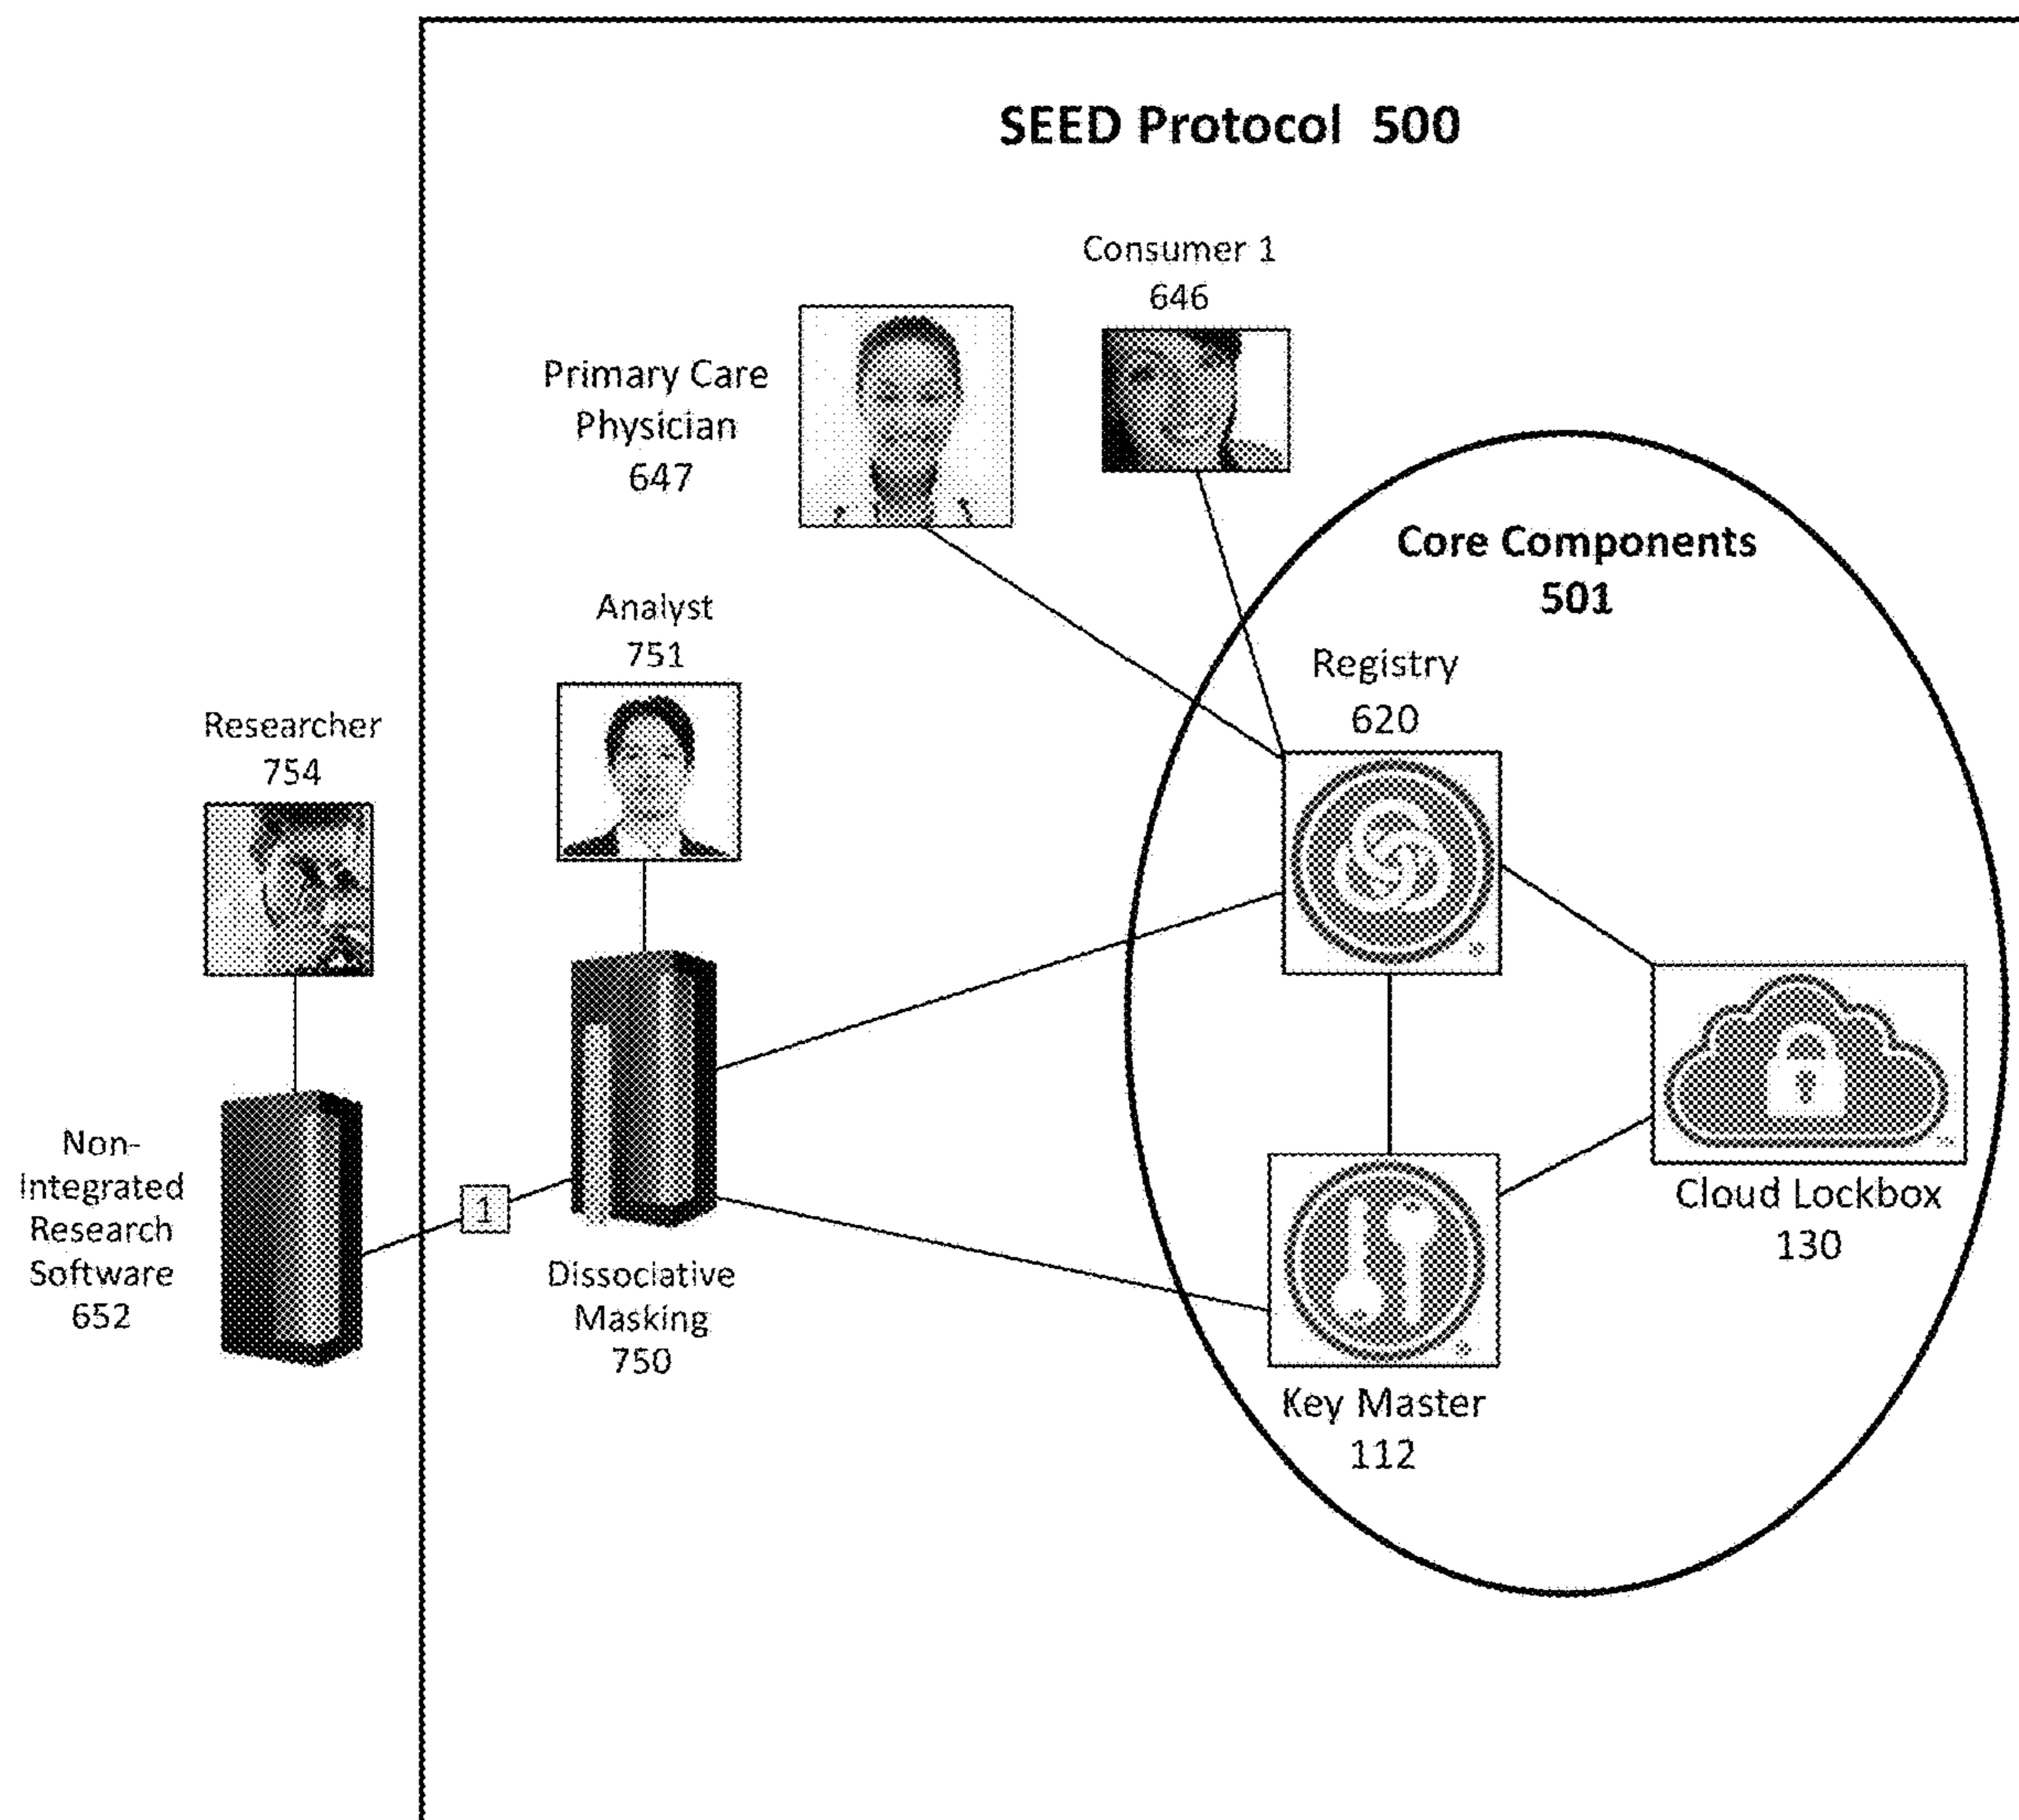 SEED Protocol 500
Consumer 1
646
Primary Care
Physician
647
Core Components
501
Analyst
751
Registry
620
Researcher
754
Non-
Integrated
Research
Software
652
1
Dissociative
Masking
750
Cloud Lockbox
130
Key Master
112